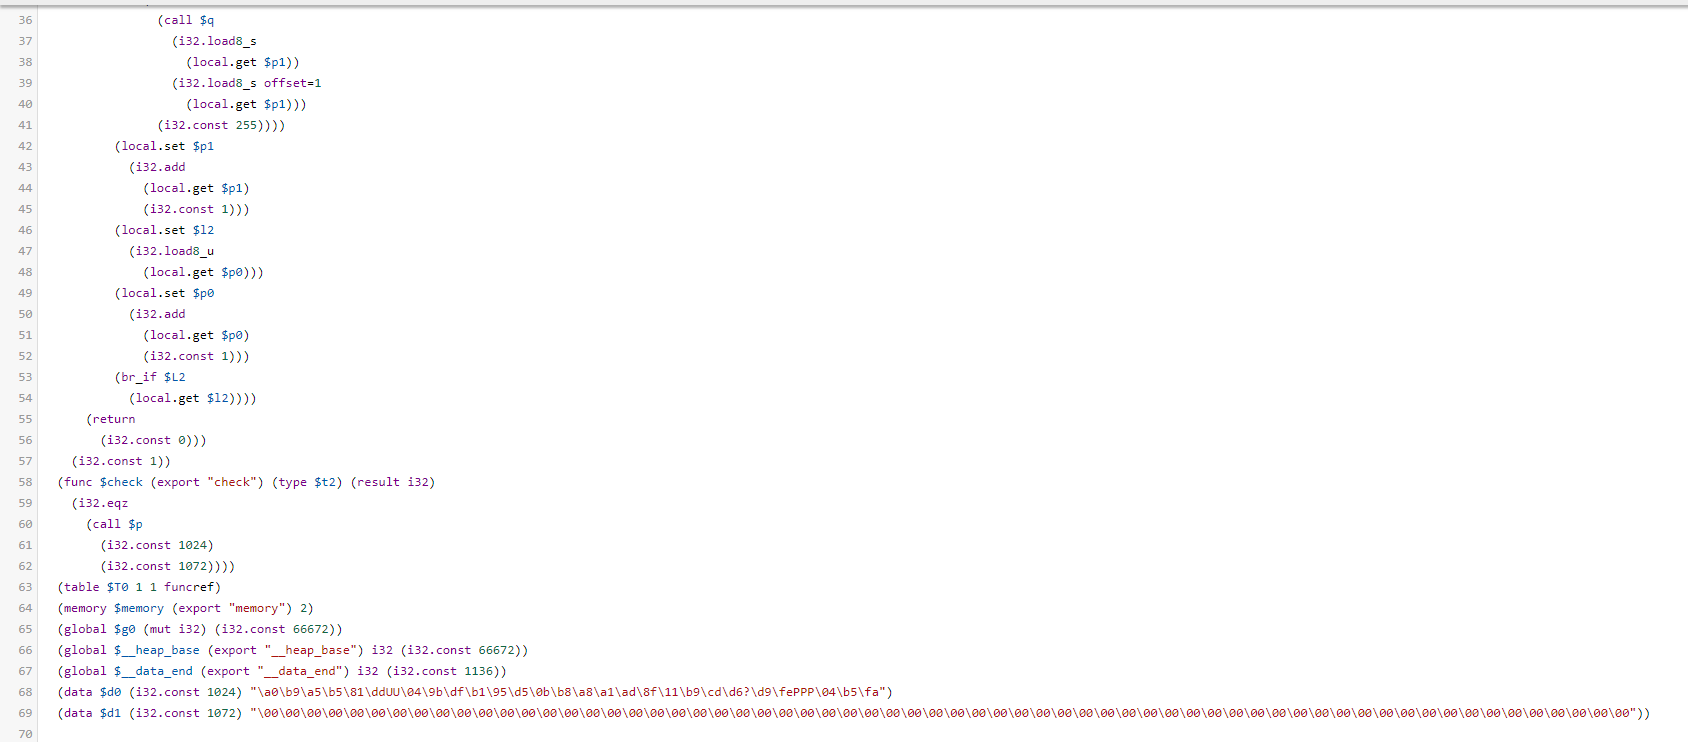 36 (call $q
37 (i32.load8_s
38 (local.get $p1))
39 (i32.load8_s offset=1
40 (local.get $p1)))
41 (i32.const 255))))
42 (local.set $p1
43 (i32.add
44 (local.get $p1)
45 (i32.const 1)))
46 (local.set $l2
47 (i32.load8_u
48 (local.get $p0)))
49 (local.set $p0
50 (i32.add
51 (local.get $p0)
52 (i32.const 1)))
53 (br_if $L2
54 (local.get $l2))))
55 (return
56 (i32.const 0)))
57 (i32.const 1))
58 (func $check (export "check") (type $t2) (result i32)
59 (i32.eqz
60 (call $p
61 (i32.const 1024)
62 (i32.const 1072))))
63 (table $T0 1 1 funcref)
64 (memory $memory (export "memory") 2)
65 (global $g0 (mut i32) (i32.const 66672))
66 (global $__heap_base (export "__heap_base") i32 (i32.const 66672))
67 (global $__data_end (export "__data_end") i32 (i32.const 1136))
68 (data $d0 (i32.const 1024) "\a0\b9\a5\b5\81\ddUU\04\9b\df\b1\95\d5\0b\b8\a8\a1\ad\8f\11\b9\cd\d6?\d9\fePPP\04\b5\fa")
69 (data $d1 (i32.const 1072) "\00\00\00\00\00\00\00\00\00\00\00\00\00\00\00\00\00\00\00\00\00\00\00\00\00\00\00\00\00\00\00\00\00\00\00\00\00\00\00\00\00\00\00\00\00\00\00\00\00\00\00\00\00\00\00\00\00\00\00\00\00\00\00\00"))
70